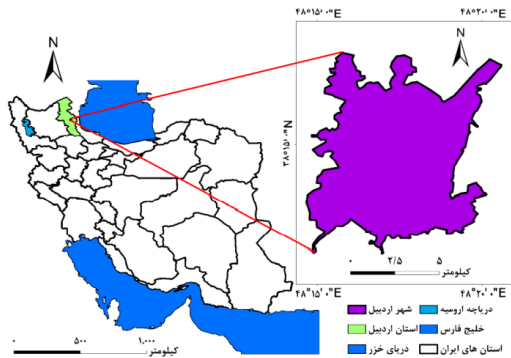 ۴۸°۱۵'۰"E ۴۸°۲۰'۰"E
N
N
۳۸°۱۵'۰"N
۰ ۲/۵ ۵
کیلومتر
۴۸°۱۵'۰"E ۴۸°۲۰'۰"E
شهر اردبیل دریاچه ارومیه
استان اردبیل خلیج فارس
دریای خزر استان های ایران
۰ ۵۰۰ ۱,۰۰۰
کیلومتر